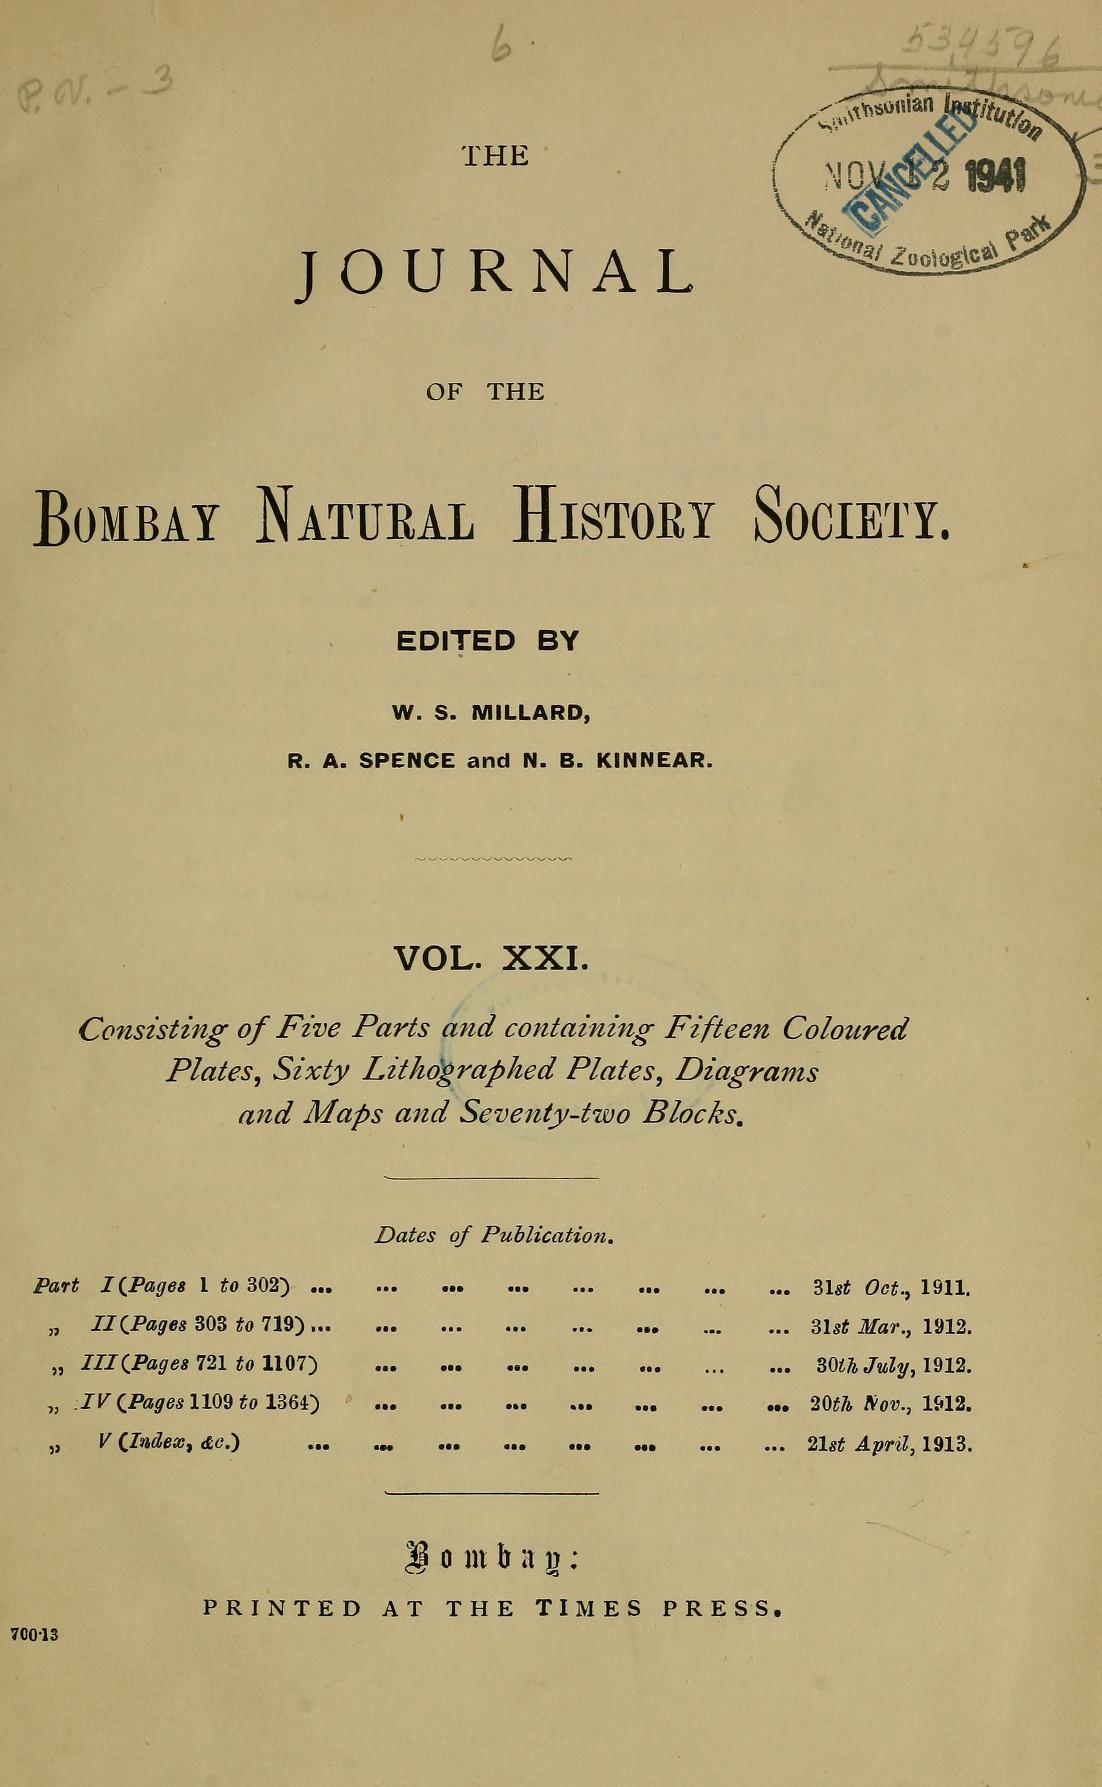 6.
534596
P.N. - 3
Smithsonian Institution
NOV 12 1941
CANCELLED
National Zoological Park
THE
JOURNAL
OF THE
BOMBAY NATURAL HISTORY SOCIETY.
EDITED BY
W. S. MILLARD,
R. A. SPENCE and N. B. KINNEAR.
VOL. XXI.
Consisting of Five Parts and containing Fifteen Coloured
Plates, Sixty Lithographed Plates, Diagrams
and Maps and Seventy-two Blocks.
Dates of Publication.
Part I (Pages 1 to 302) ... ... ... ... ... ... ... ... 31st Oct., 1911.
„ II (Pages 303 to 719) ... ... ... ... ... ... ... ... 31st Mar., 1912.
„ III (Pages 721 to 1107) ... ... ... ... ... ... ... 30th July, 1912.
„ IV (Pages 1109 to 1364) ... ... ... ... ... ... ... 20th Nov., 1912.
„ V (Index, &c.) ... ... ... ... ... ... ... ... 21st April, 1913.
Bombay:
PRINTED AT THE TIMES PRESS.
700·13